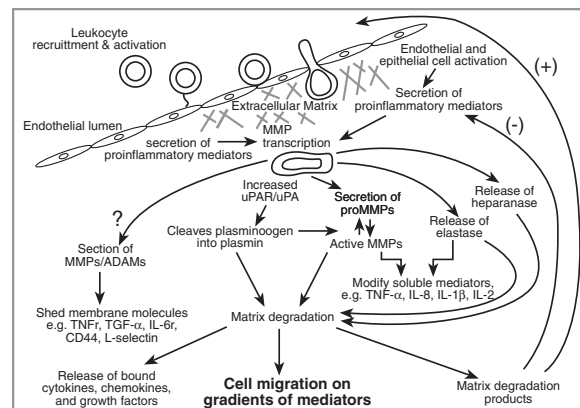 Leukocyte
recruittment & activation
Endothelial and
epithelial cell activation
(+)
Secretion of
proinflammatory mediators
(-)
Extracellular Matrix
Endothelial lumen
MMP
transcription
secretion of
proinflammatory mediators
Increased
uPAR/uPA
Secretion of
proMMPs
Release of
heparanase
Release of
elastase
?
Cleaves plasminoogen
into plasmin
Active MMPs
Section of
MMPs/ADAMs
Modify soluble mediators,
e.g. TNF-α, IL-8, IL-1β, IL-2
Shed membrane molecules
e.g. TNFr, TGF-α, IL-6r,
CD44, L-selectin
Matrix degradation
Release of bound
cytokines, chemokines,
and growth factors
Cell migration on
gradients of mediators
Matrix degradation
products